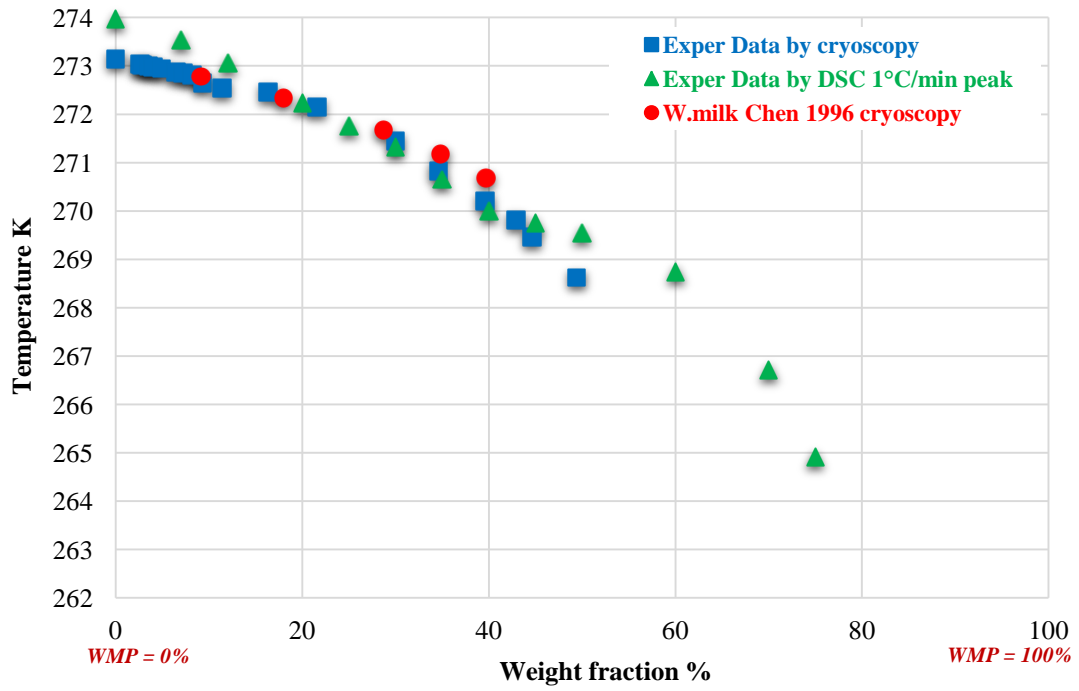 274
273
272
271
270
269
268
267
266
265
264
263
262
Temperature K
Exper Data by cryoscopy
Exper Data by DSC 1°C/min peak
W.milk Chen 1996 cryoscopy
0 20 40 60 80 100
WMP = 0% WMP = 100%
Weight fraction %